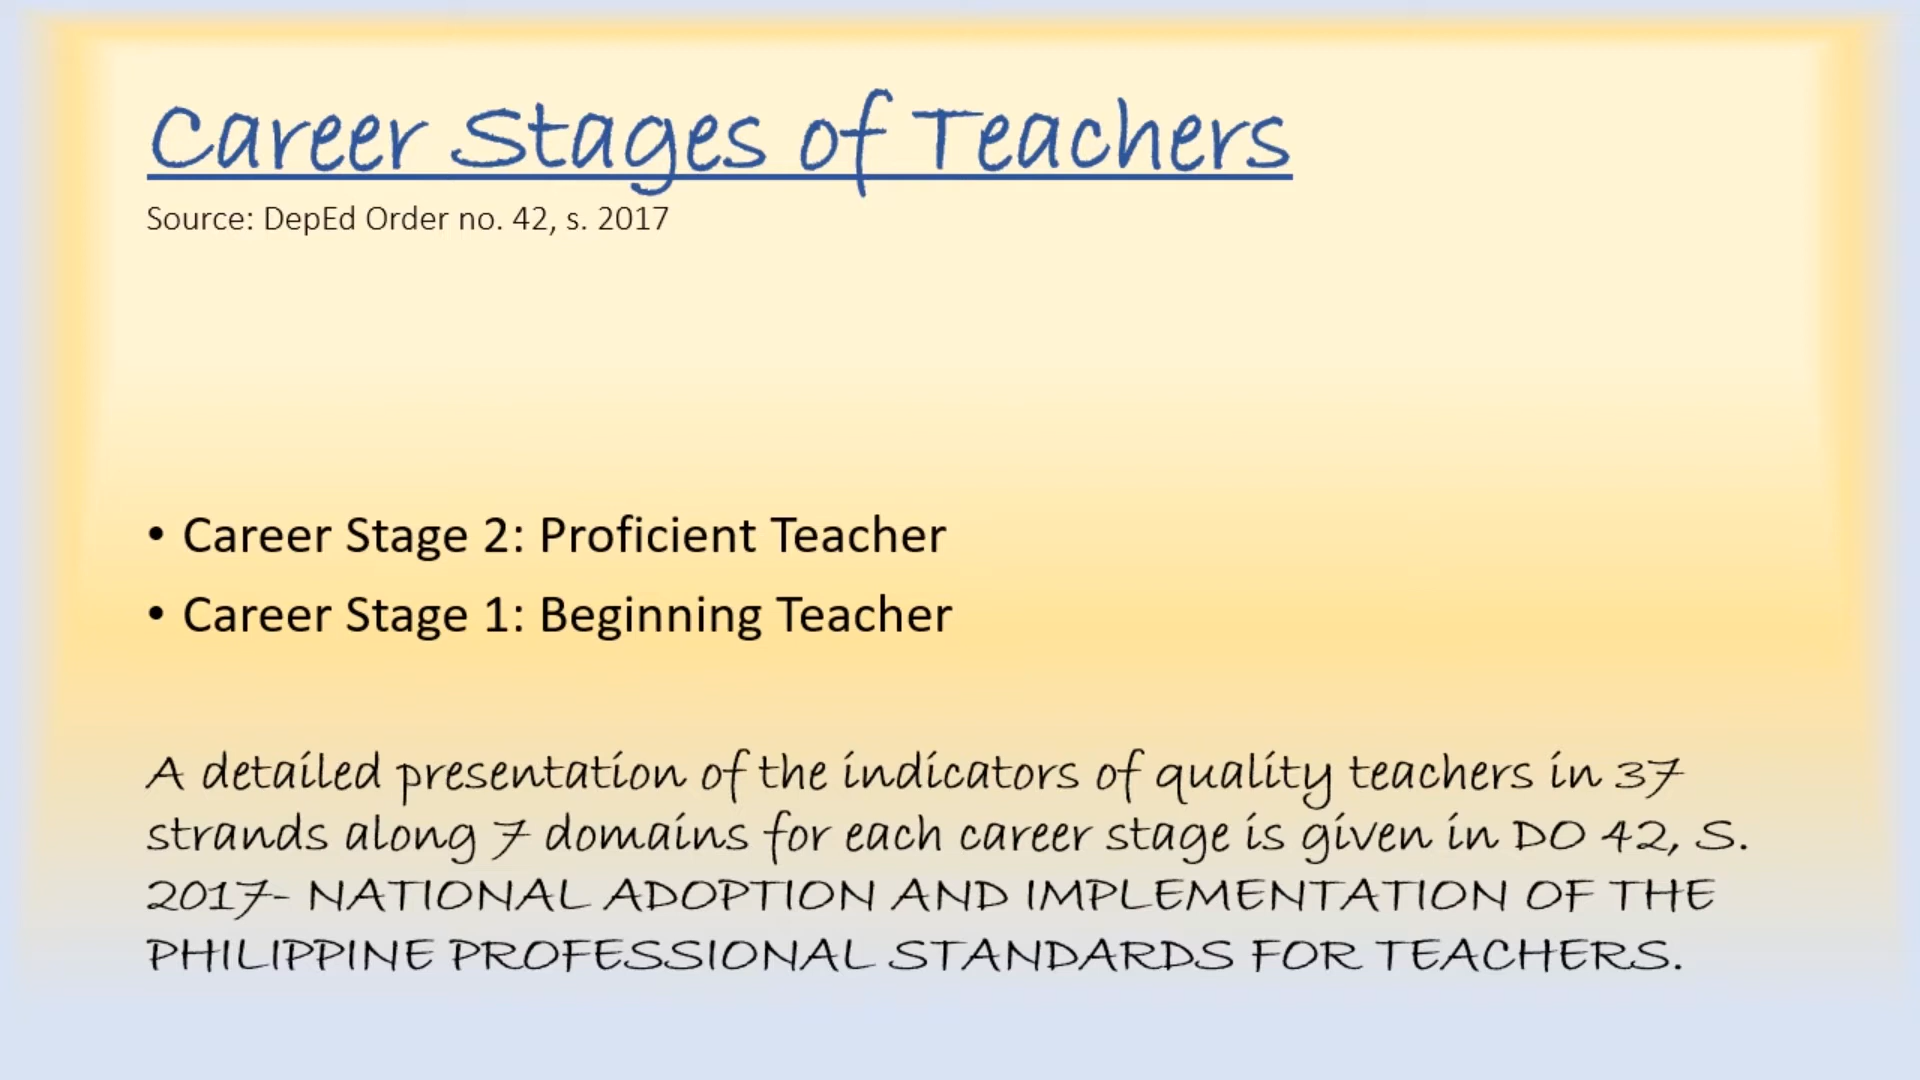 Career Stages of Teachers
Source: DepEd Order no. 42, s. 2017
• Career Stage 2: Proficient Teacher
• Career Stage 1: Beginning Teacher
A detailed presentation of the indicators of quality teachers in 37
strands along 7 domains for each career stage is given in DO 42, S.
2017- NATIONAL ADOPTION AND IMPLEMENTATION OF THE
PHILIPPINE PROFESSIONAL STANDARDS FOR TEACHERS.